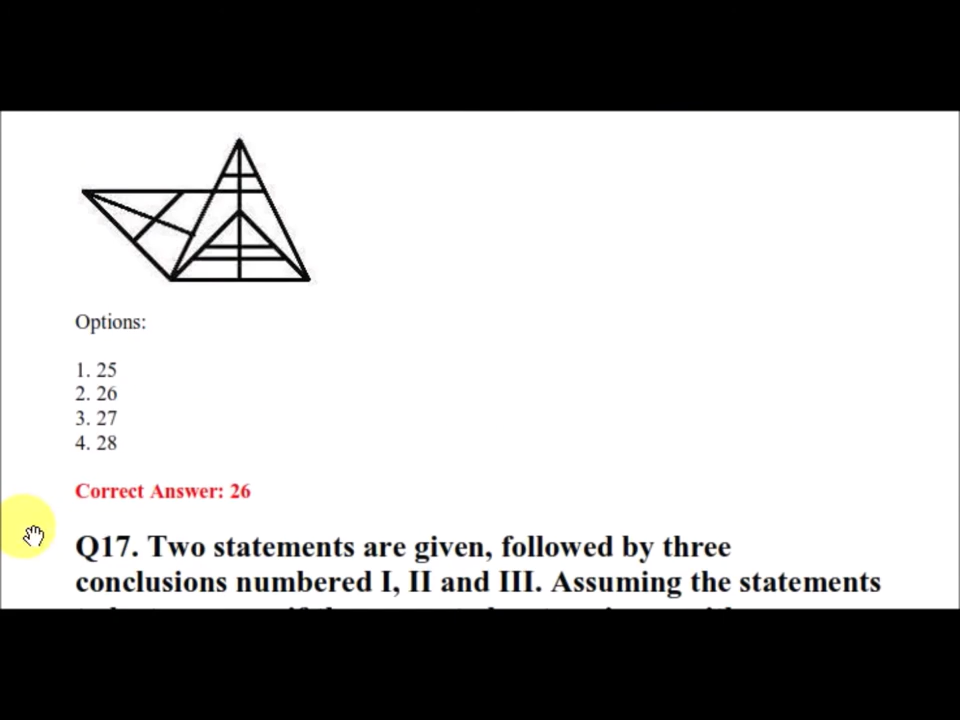 Options:
1. 25
2. 26
3. 27
4. 28
Correct Answer: 26
Q17. Two statements are given, followed by three
conclusions numbered I, II and III. Assuming the statements